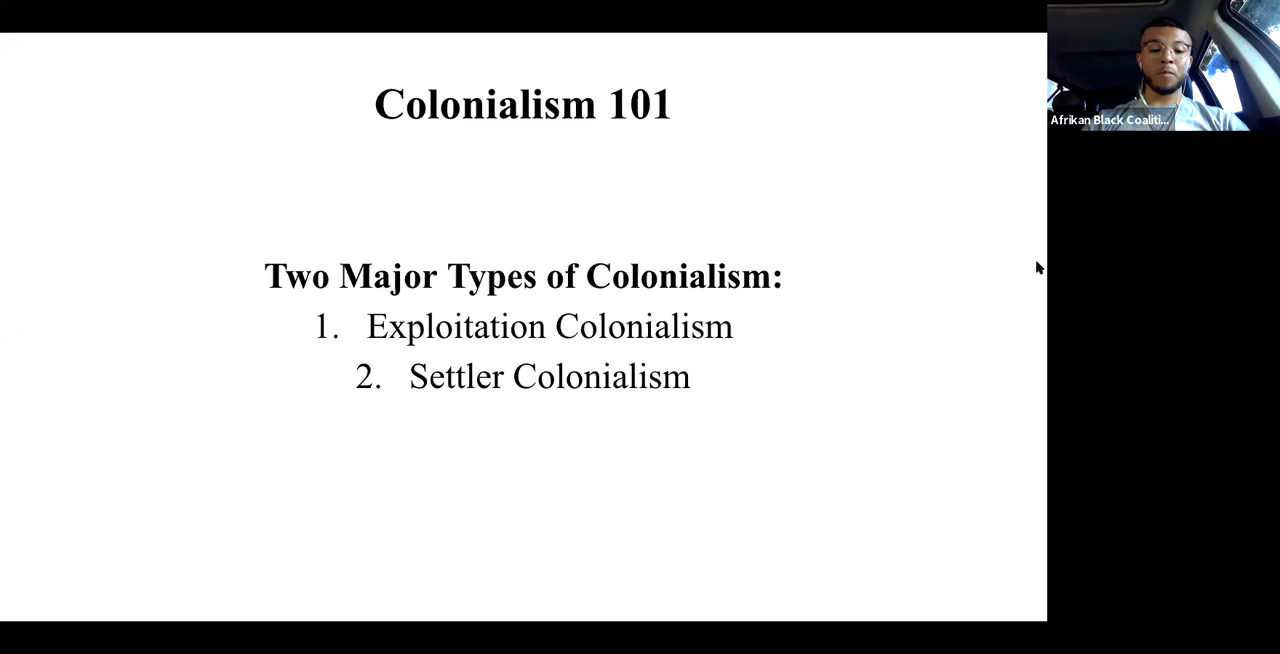 Colonialism 101
Two Major Types of Colonialism:
1. Exploitation Colonialism
2. Settler Colonialism
Afrikan Black Coaliti...